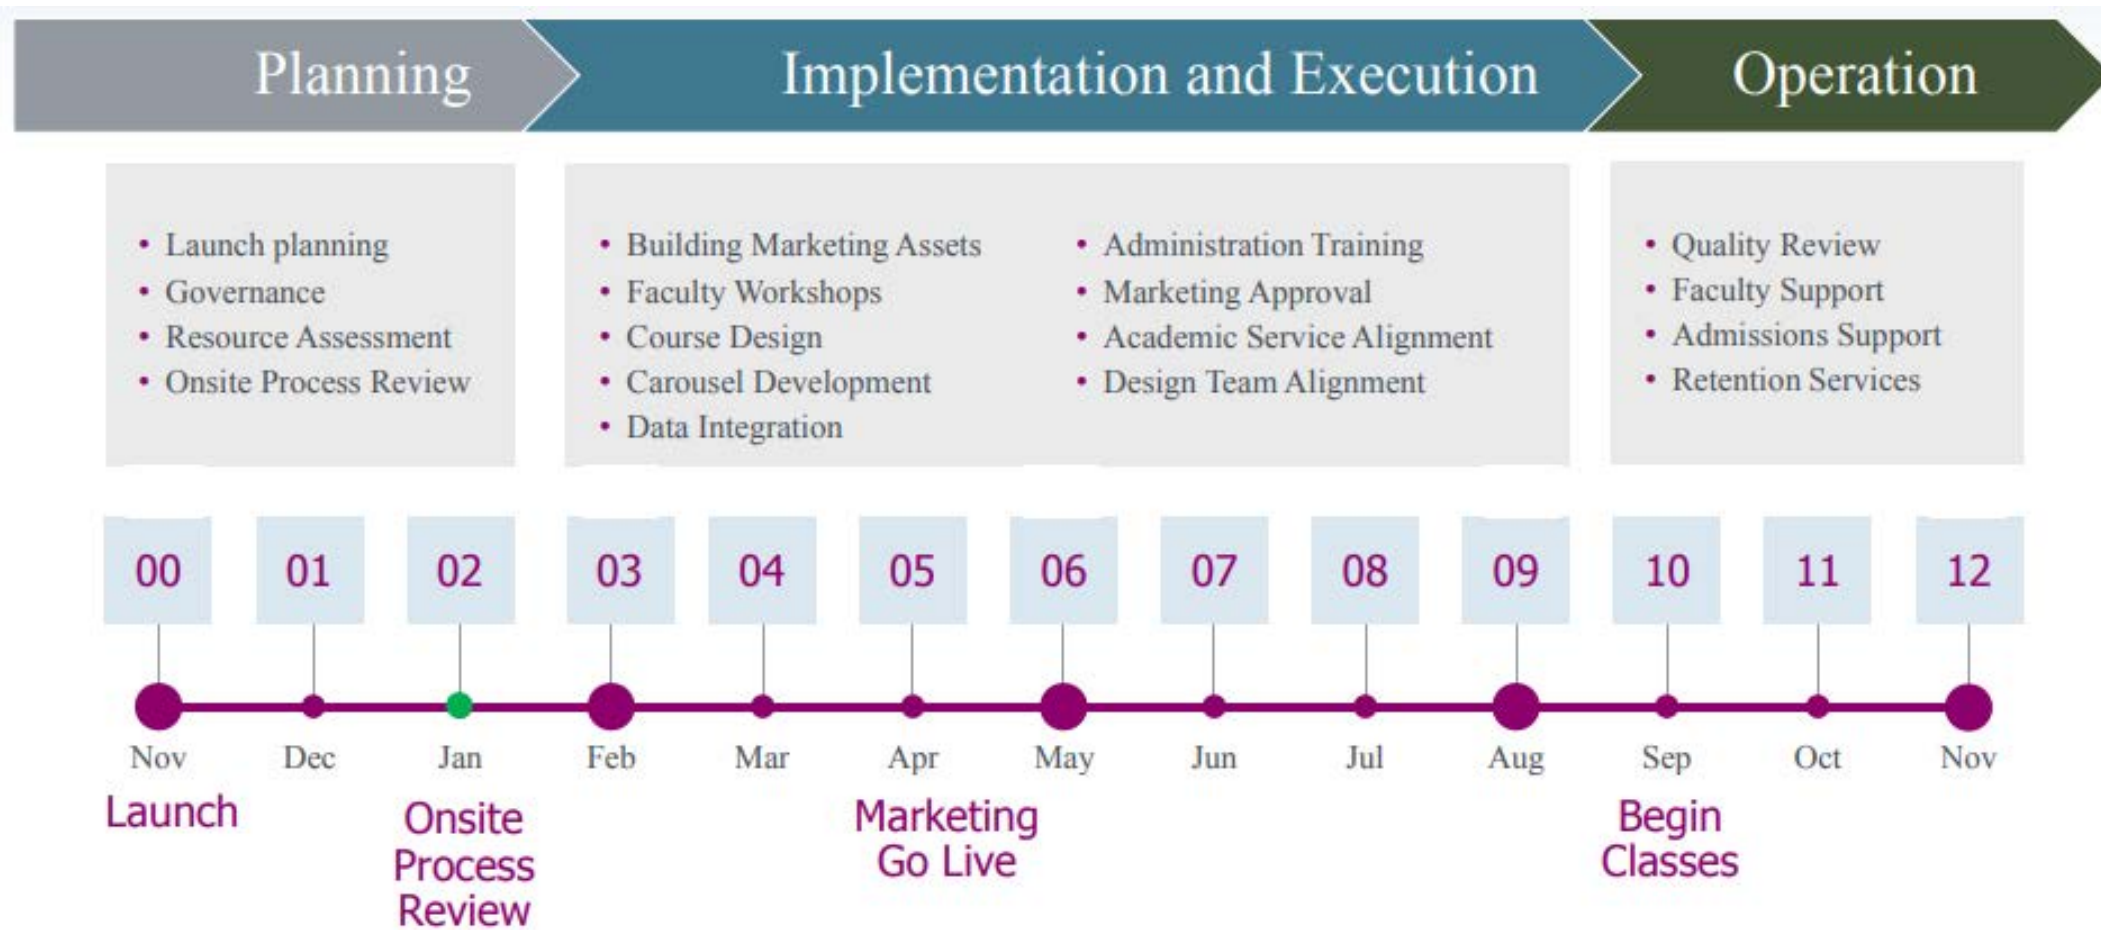 Planning
Implementation and Execution
Operation
• Launch planning
• Governance
• Resource Assessment
• Onsite Process Review
• Building Marketing Assets
• Faculty Workshops
• Course Design
• Carousel Development
• Data Integration
• Administration Training
• Marketing Approval
• Academic Service Alignment
• Design Team Alignment
• Quality Review
• Faculty Support
• Admissions Support
• Retention Services
00 01 02 03 04 05 06 07 08 09 10 11 12
Nov Dec Jan Feb Mar Apr May Jun Jul Aug Sep Oct Nov
Launch
Onsite
Process
Review
Marketing
Go Live
Begin
Classes